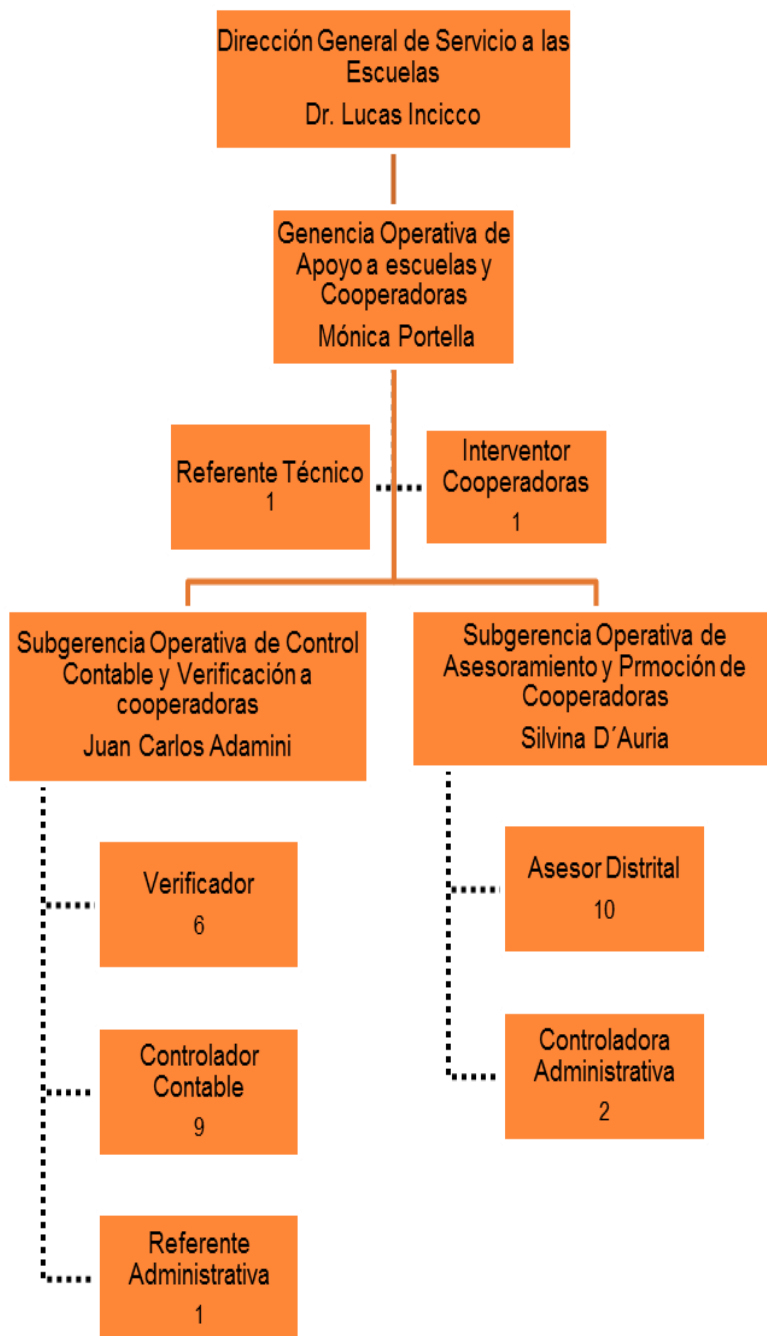 Dirección General de Servicio a las
Escuelas
Dr. Lucas Incicco
Genencia Operativa de
Apoyo a escuelas y
Cooperadoras
Mónica Portella
Referente Técnico
1
Interventor
Cooperadoras
1
Subgerencia Operativa de Control
Contable y Verificación a
cooperadoras
Juan Carlos Adamini
Subgerencia Operativa de
Asesoramiento y Prmoción de
Cooperadoras
Silvina D´Auria
Verificador
6
Controlador
Contable
9
Referente
Administrativa
1
Asesor Distrital
10
Controladora
Administrativa
2